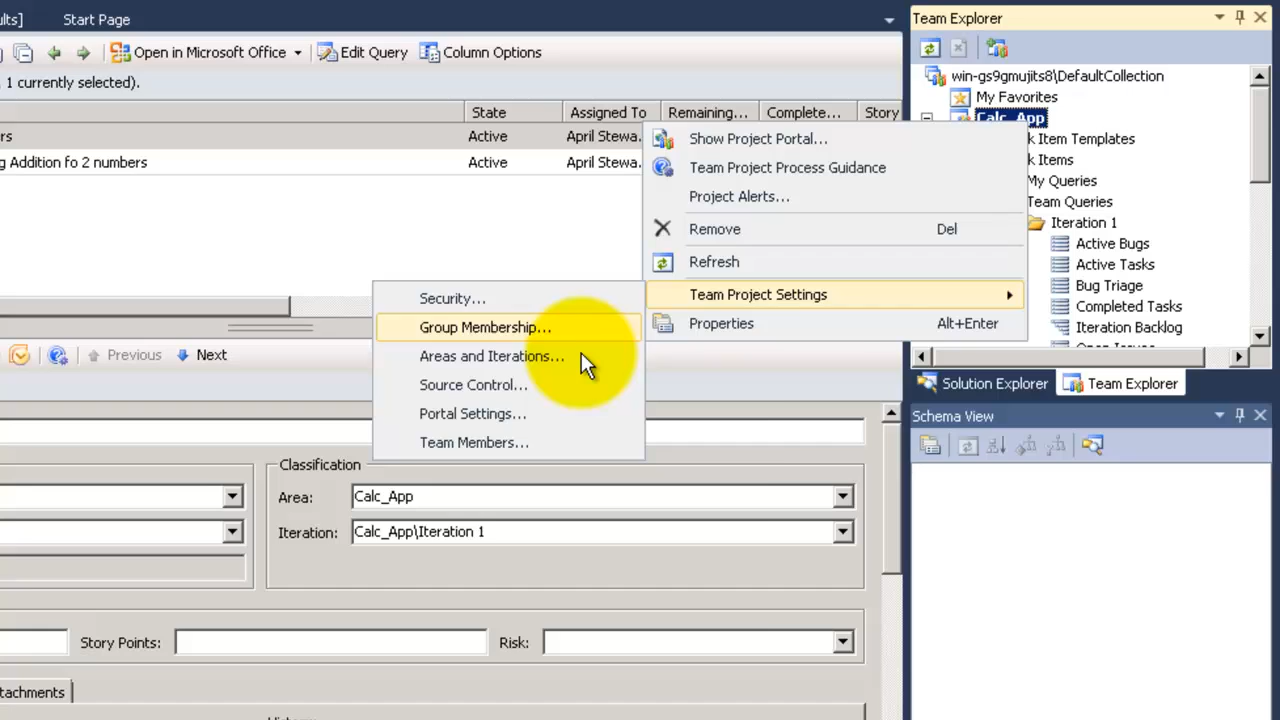 ults]
Start Page
Team Explorer
Open in Microsoft Office
Edit Query
Column Options
, 1 currently selected).
win-gs9gmujits8\DefaultCollection
My Favorites
Calc_App
State
Assigned To
Remaining...
Complete...
Story
ers
Active
April Stewa.
g Addition fo 2 numbers
Active
April Stewa.
Show Project Portal...
Team Project Process Guidance
Project Alerts...
Remove
Del
Refresh
Team Project Settings
Properties
Alt+Enter
k Item Templates
k Items
My Queries
Team Queries
Iteration 1
Active Bugs
Active Tasks
Bug Triage
Completed Tasks
Iteration Backlog
Security...
Group Membership...
Areas and Iterations...
Source Control...
Portal Settings...
Team Members...
Previous
Next
Solution Explorer
Team Explorer
Schema View
Classification
Area:
Calc_App
Iteration:
Calc_App\Iteration 1
Story Points:
Risk:
ttachments